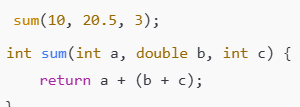 sum(10, 20.5, 3);
int sum(int a, double b, int c) {
    return a + (b + c);
}